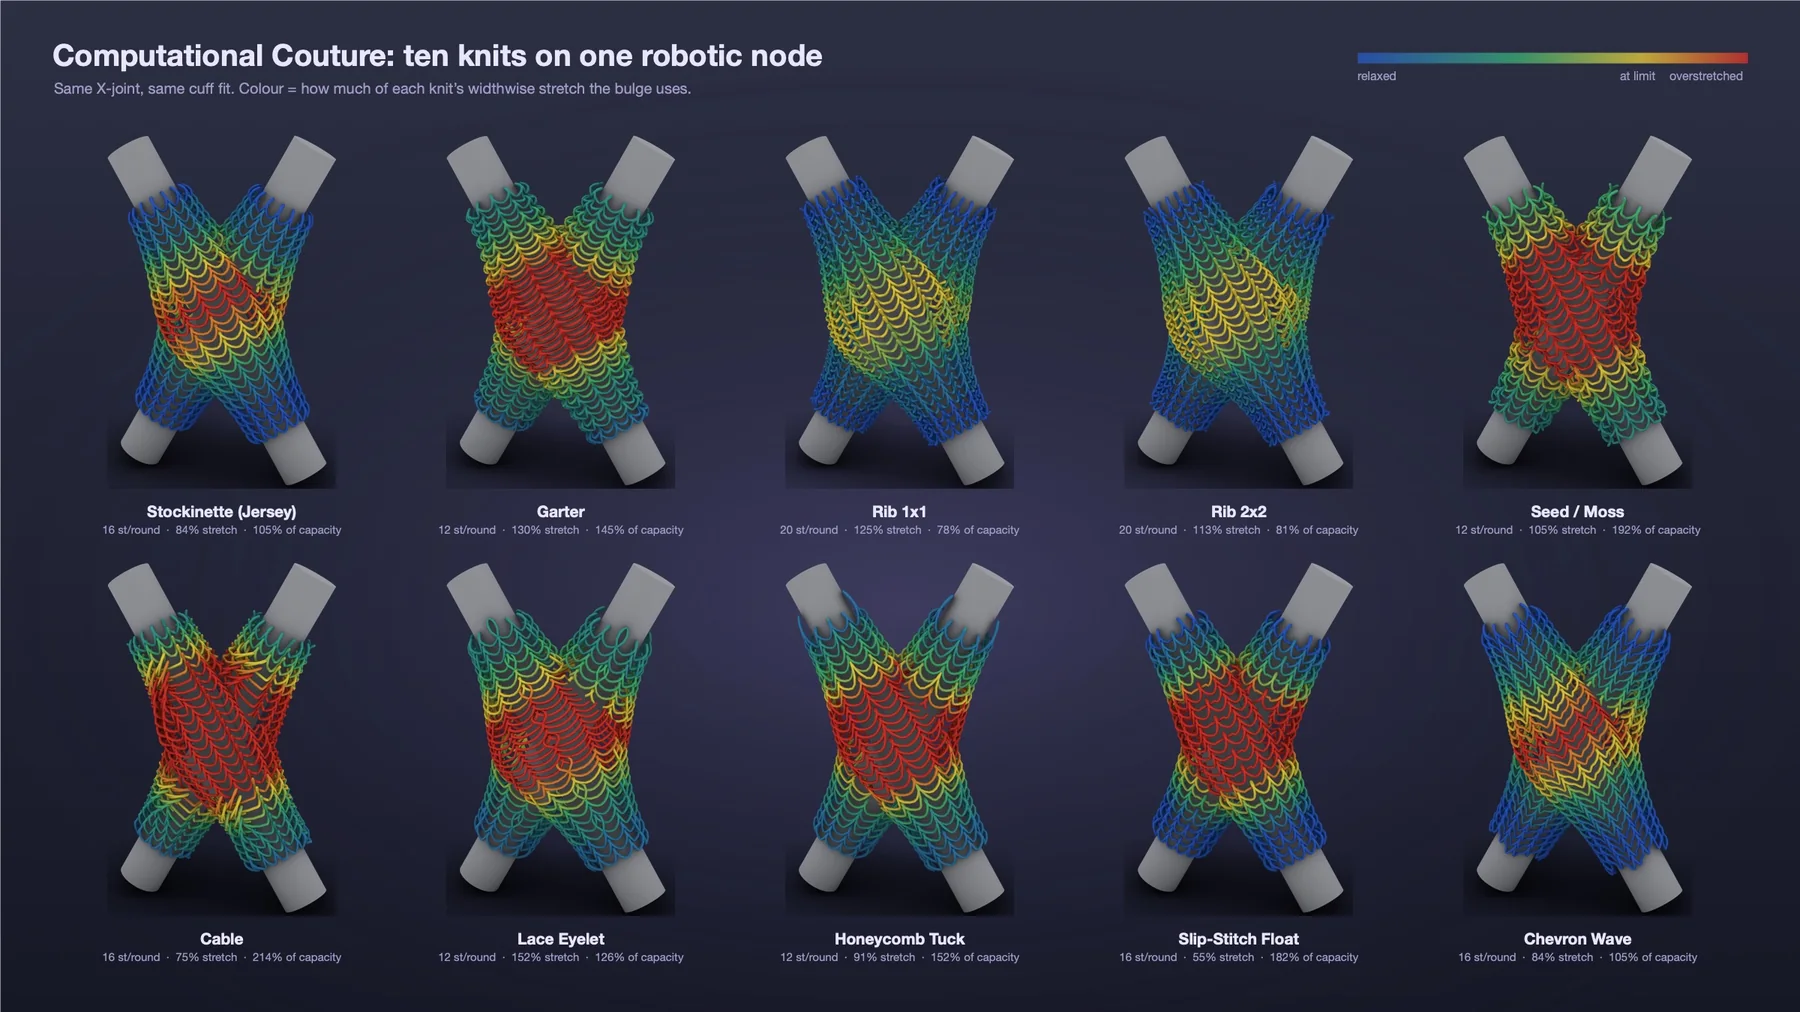 Computational Couture: ten knits on one robotic node
Same X-joint, same cuff fit. Colour = how much of each knit’s widthwise stretch the bulge uses.
relaxed at limit overstretched
Stockinette (Jersey)
16 st/round · 84% stretch · 105% of capacity
Garter
12 st/round · 130% stretch · 145% of capacity
Rib 1x1
20 st/round · 125% stretch · 78% of capacity
Rib 2x2
20 st/round · 113% stretch · 81% of capacity
Seed / Moss
12 st/round · 105% stretch · 192% of capacity
Cable
16 st/round · 75% stretch · 214% of capacity
Lace Eyelet
12 st/round · 152% stretch · 126% of capacity
Honeycomb Tuck
12 st/round · 91% stretch · 152% of capacity
Slip-Stitch Float
16 st/round · 55% stretch · 182% of capacity
Chevron Wave
16 st/round · 84% stretch · 105% of capacity